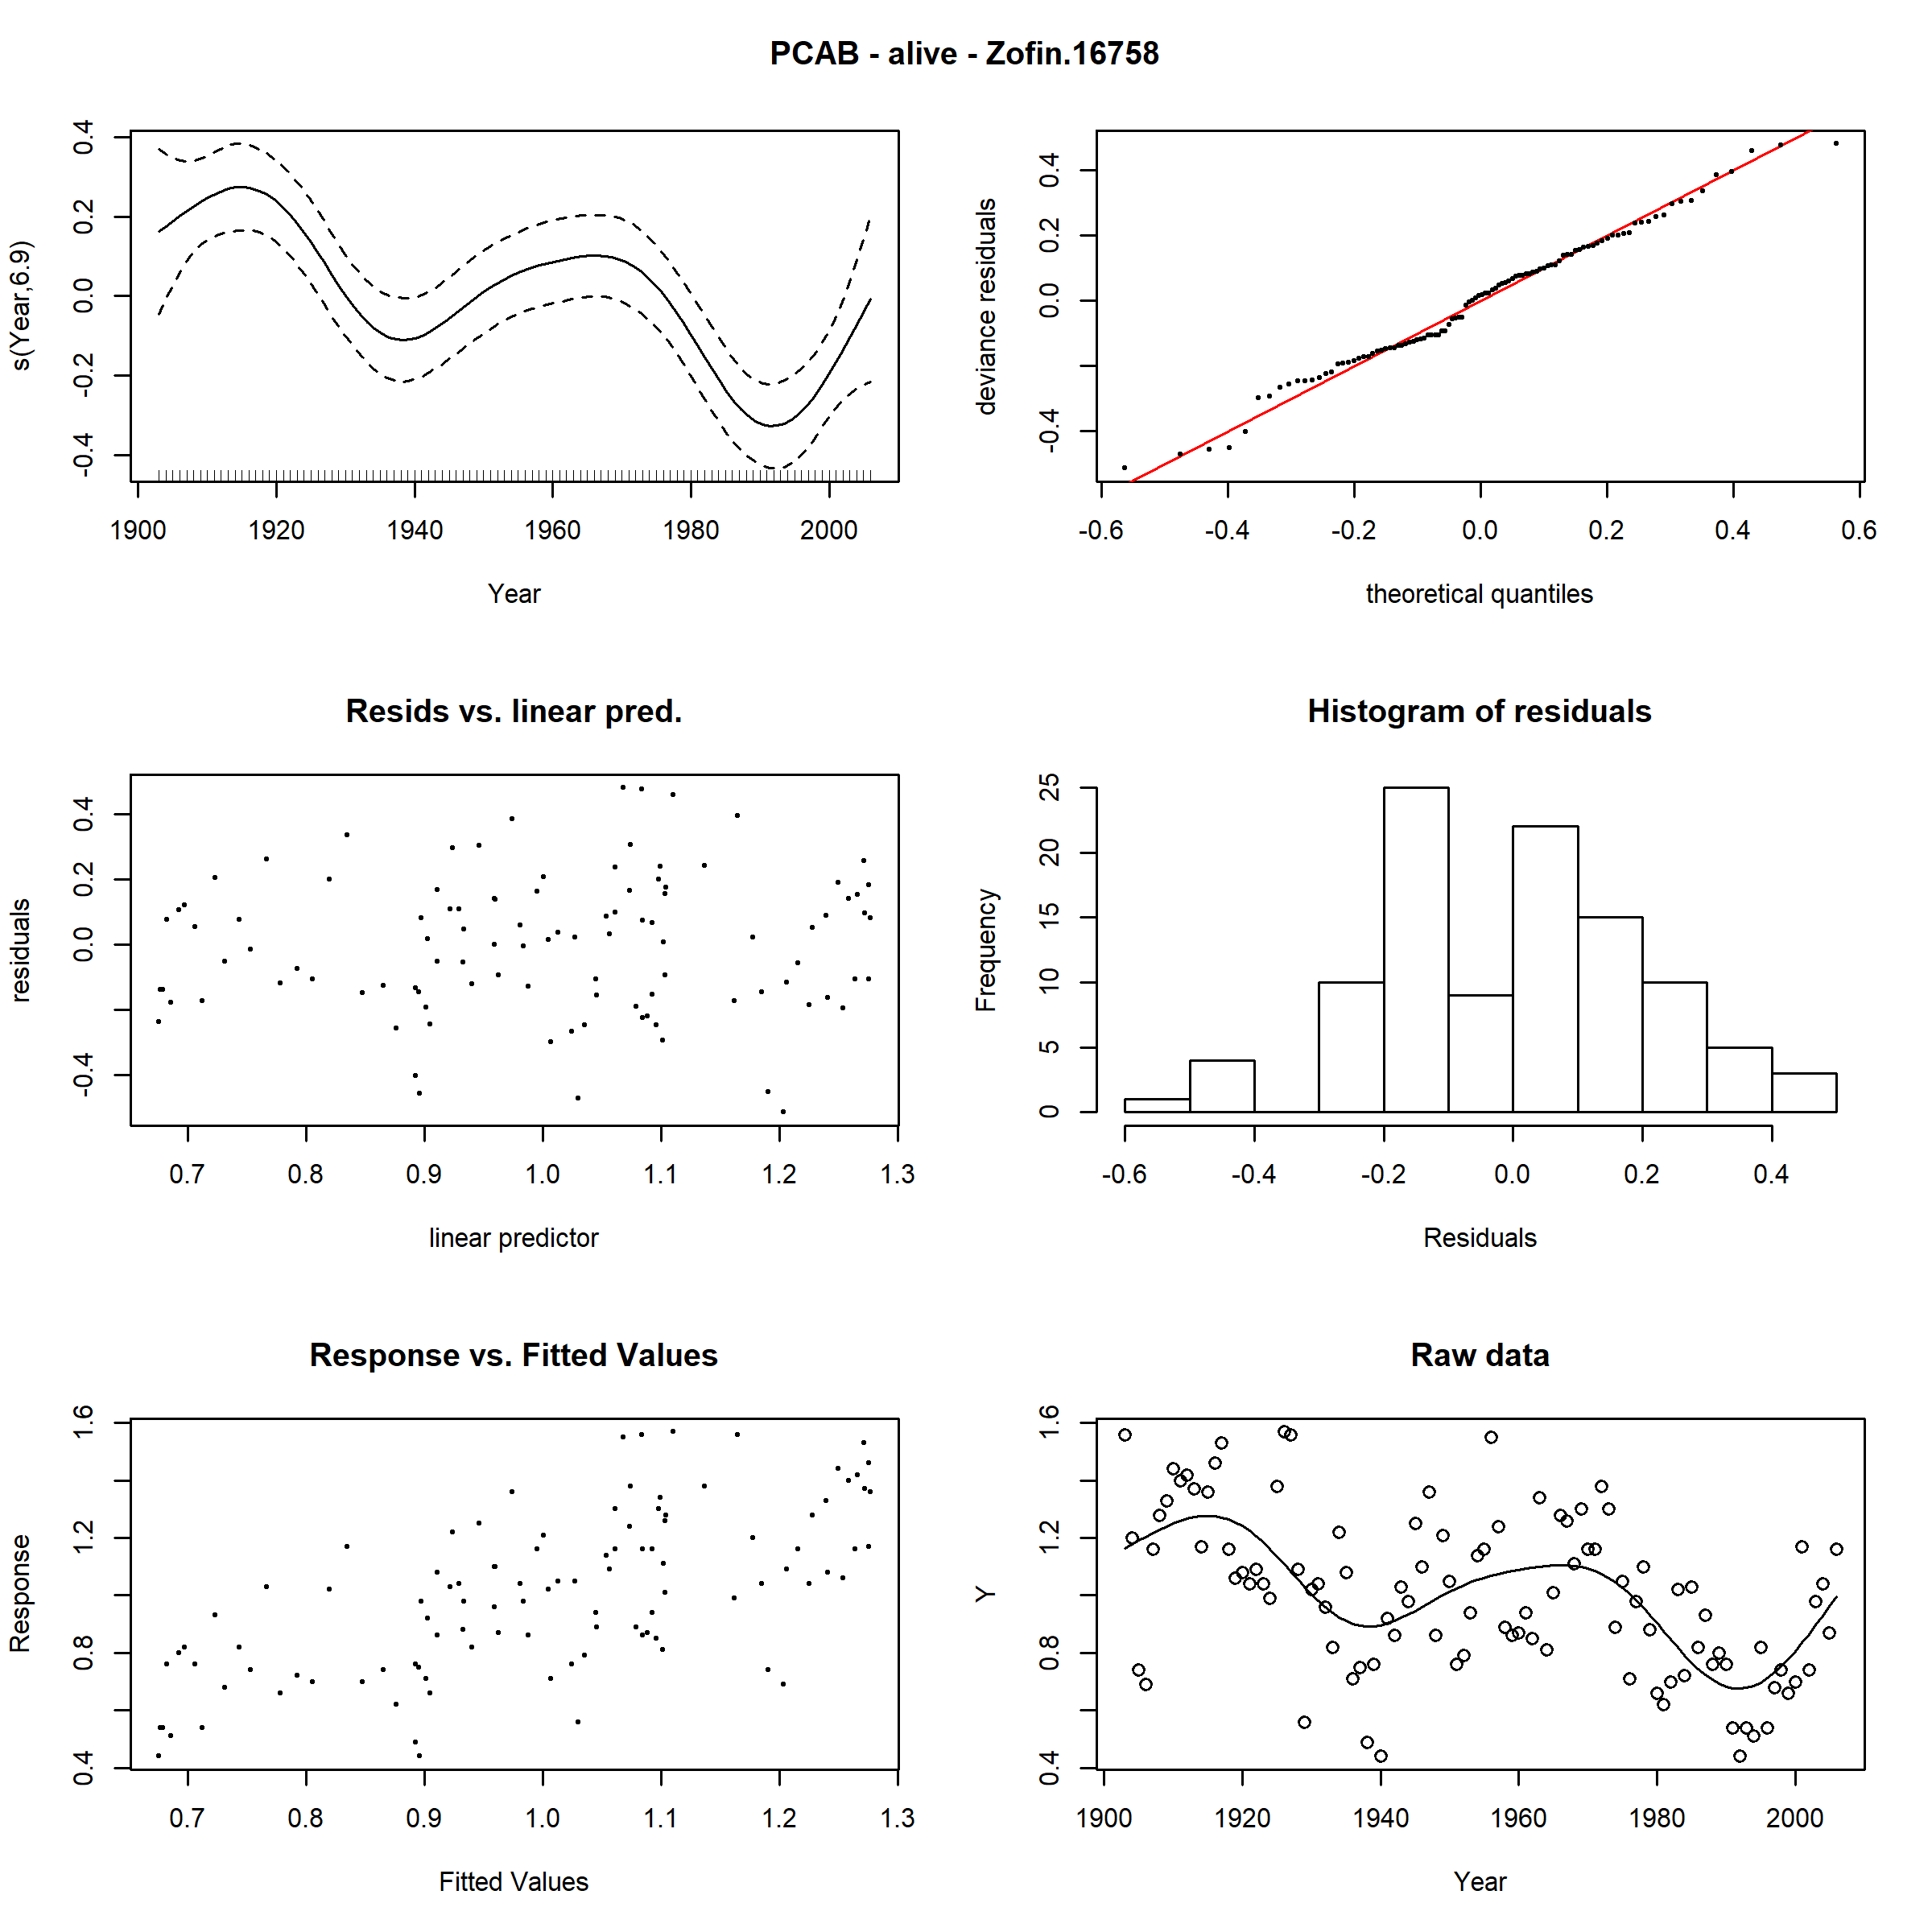 PCAB - alive - Zofin.16758
s(Year,6.9)
0.4
0.2
0.0
-0.2
-0.4
1900 1920 1940 1960 1980 2000
Year
deviance residuals
0.4
0.2
0.0
-0.4
-0.6 -0.4 -0.2 0.0 0.2 0.4 0.6
theoretical quantiles
Resids vs. linear pred.
residuals
0.4
0.2
0.0
-0.4
0.7 0.8 0.9 1.0 1.1 1.2 1.3
linear predictor
Histogram of residuals
Frequency
25
20
15
10
5
0
-0.6 -0.4 -0.2 0.0 0.2 0.4
Residuals
Response vs. Fitted Values
Response
1.6
1.2
0.8
0.4
0.7 0.8 0.9 1.0 1.1 1.2 1.3
Fitted Values
Raw data
Y
1.6
1.2
0.8
0.4
1900 1920 1940 1960 1980 2000
Year